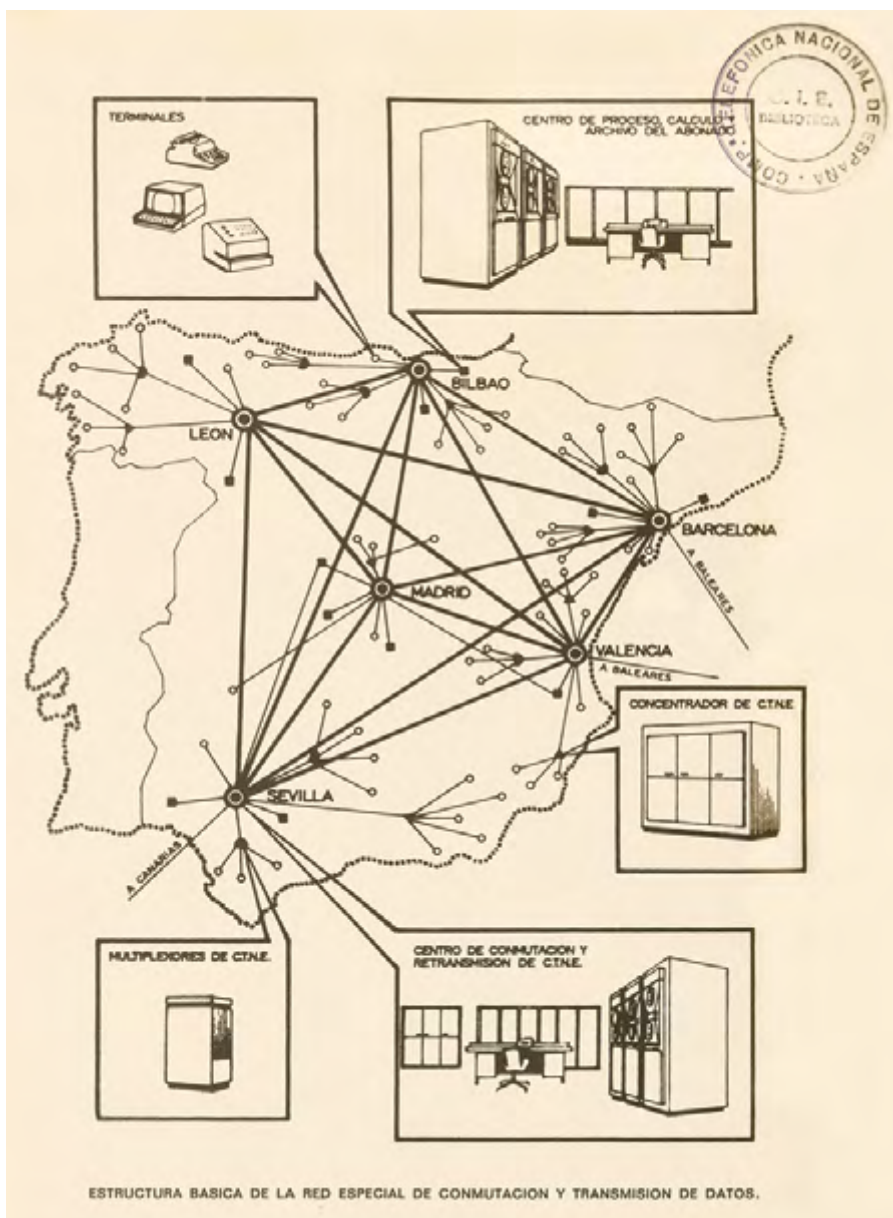 COMP. TELEFONICA NACIONAL DE ESPAÑA
BIBLIOTECA
TERMINALES
CENTRO DE PROCESO, CALCULO Y
ARCHIVO DEL ABONADO
BILBAO
LEON
BARCELONA
A BALEARES
MADRID
VALENCIA
A BALEARES
CONCENTRADOR DE C.T.N.E.
SEVILLA
A CANARIAS
MULTIPLEXORES DE C.T.N.E.
CENTRO DE CONMUTACION Y
RETRANSMISION DE C.T.N.E.
ESTRUCTURA BASICA DE LA RED ESPECIAL DE CONMUTACION Y TRANSMISION DE DATOS.